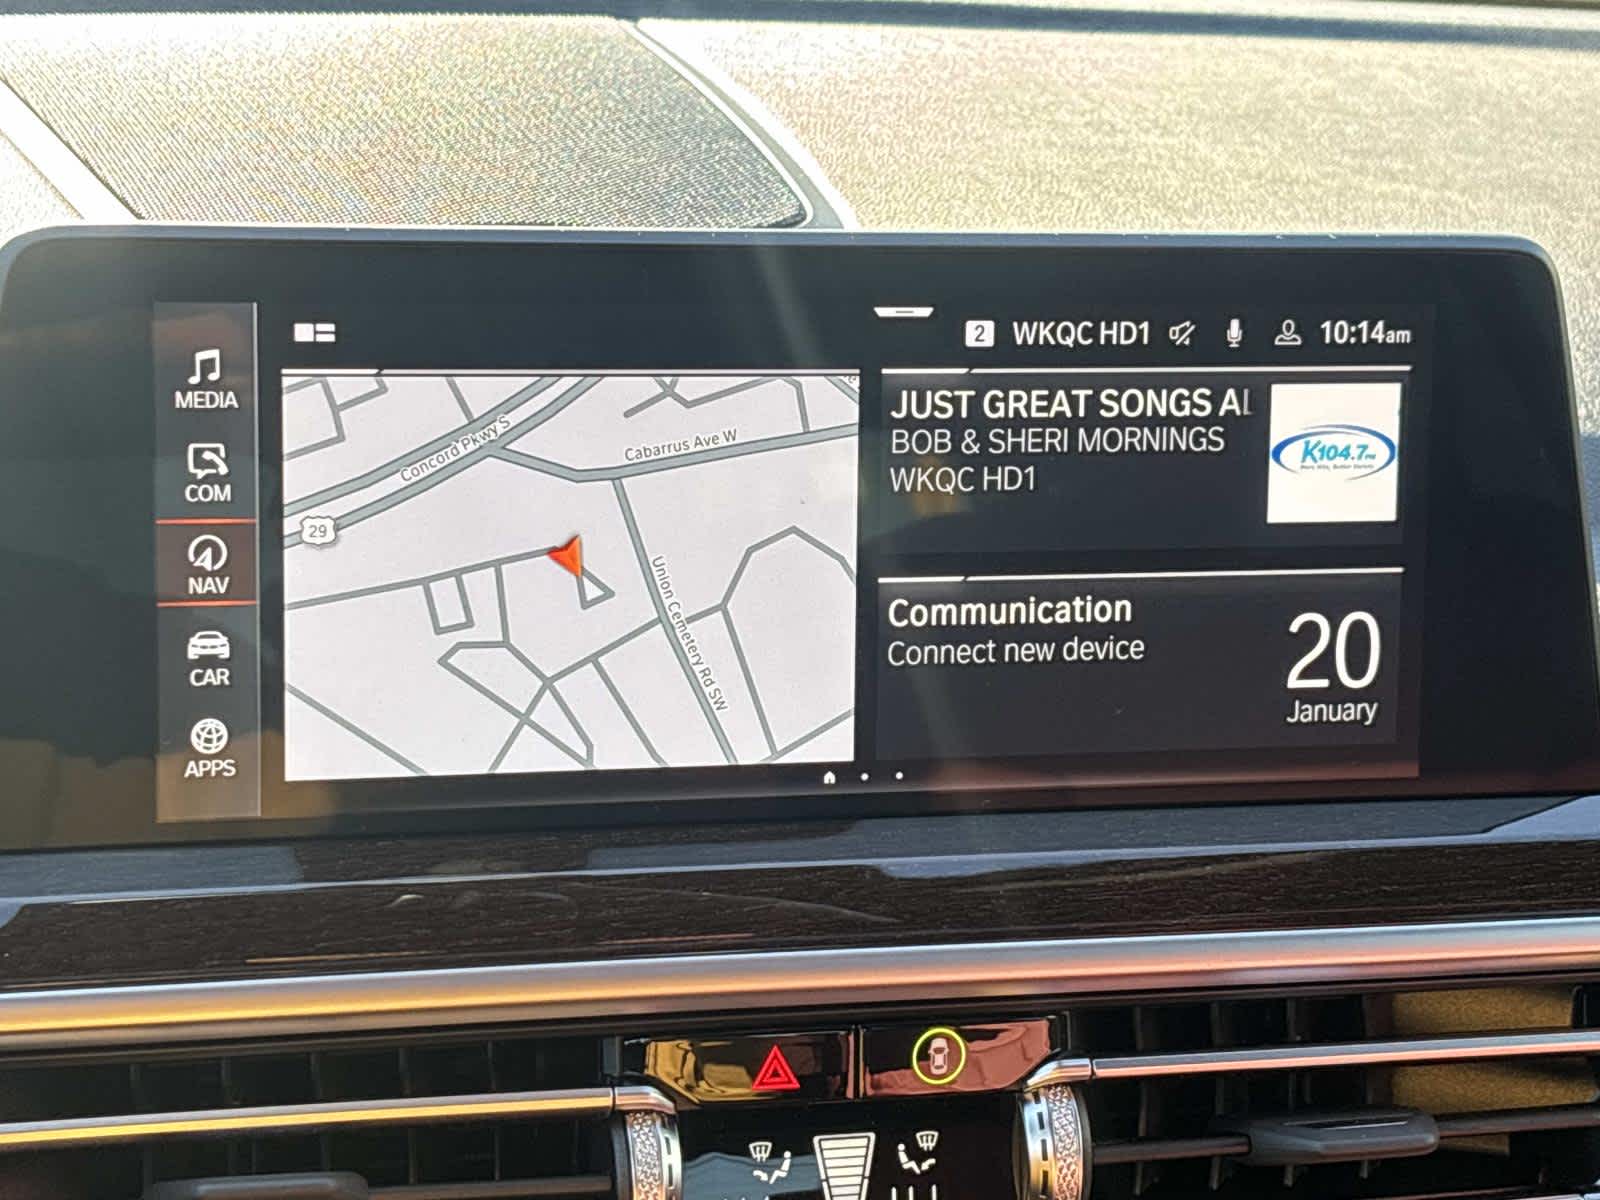 2 WKQC HD1 10:14am
MEDIA
COM
NAV
CAR
APPS
Concord Pkwy S
Cabarrus Ave W
29
Union Cemetery Rd SW
JUST GREAT SONGS AL
BOB & SHERI MORNINGS
WKQC HD1
K104.7
Communication
Connect new device
20
January